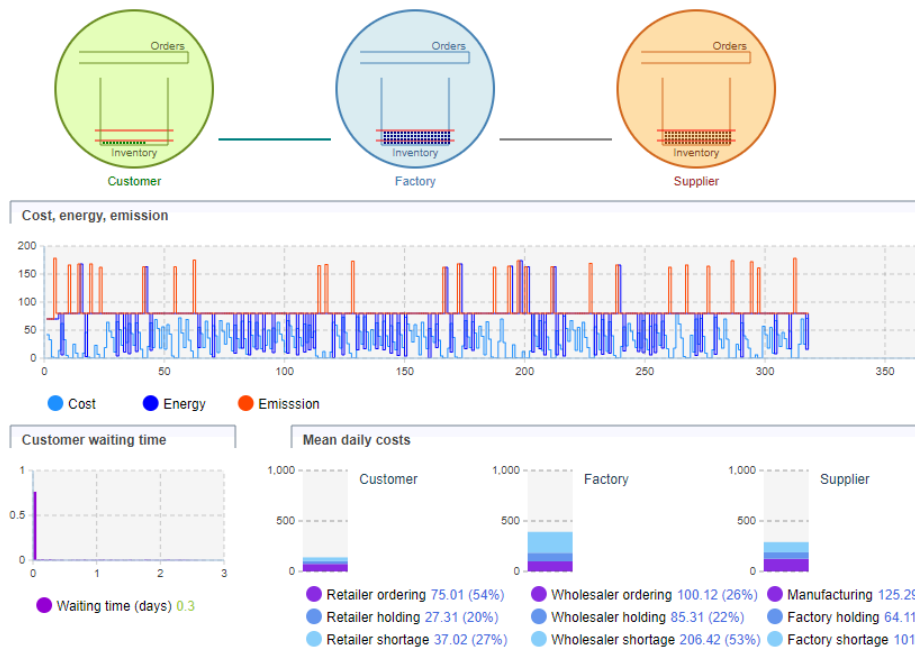 Orders Orders Orders
Inventory Inventory Inventory
Customer Factory Supplier
Cost, energy, emission
200
150
100
50
0
0 50 100 150 200 250 300 350
Cost Energy Emisssion
Customer waiting time
1
0.5
0
0 1 2 3
Waiting time (days) 0.3
Mean daily costs
1,000 Customer 1,000 Factory 1,000 Supplier
500 500 500
0 0 0
Retailer ordering 75.01 (54%) Wholesaler ordering 100.12 (26%) Manufacturing 125.29
Retailer holding 27.31 (20%) Wholesaler holding 85.31 (22%) Factory holding 64.11
Retailer shortage 37.02 (27%) Wholesaler shortage 206.42 (53%) Factory shortage 101